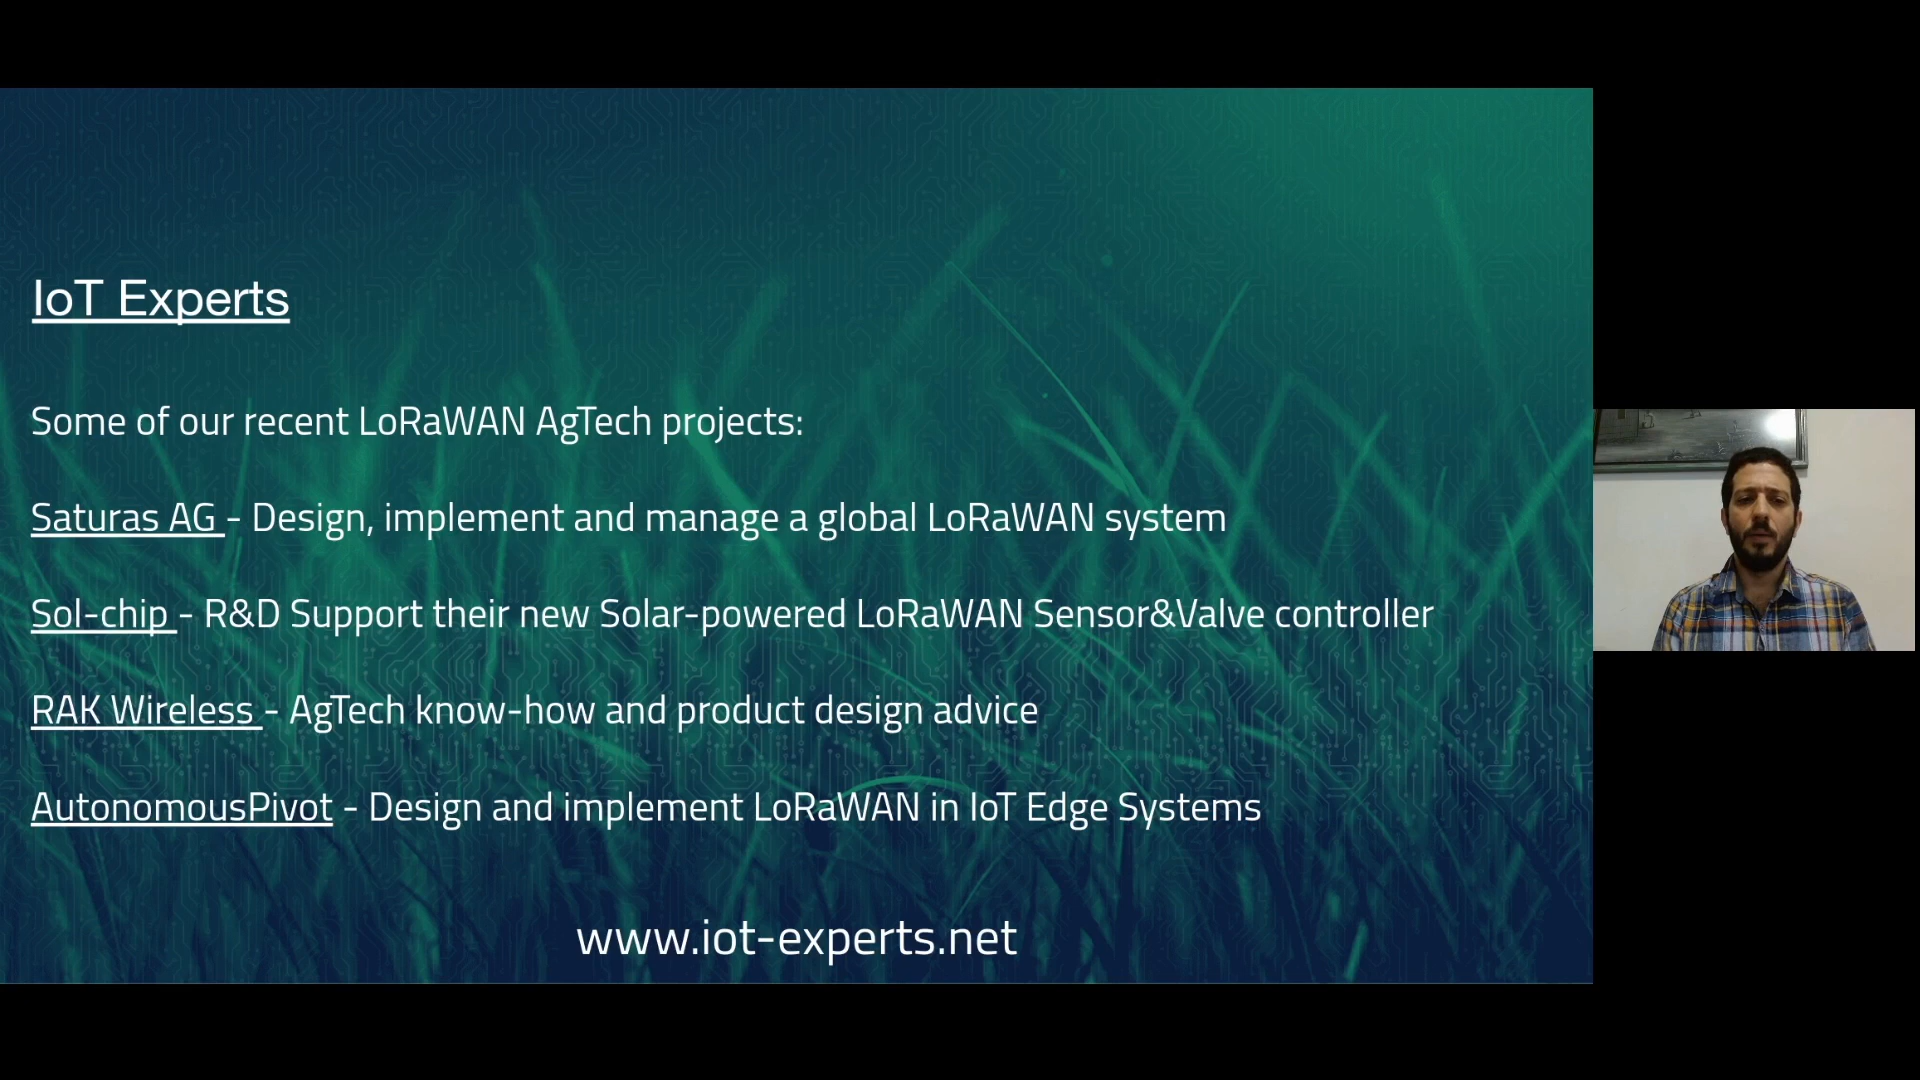 IoT Experts
Some of our recent LoRaWAN AgTech projects:
Saturas AG - Design, implement and manage a global LoRaWAN system
Sol-chip - R&D Support their new Solar-powered LoRaWAN Sensor&Valve controller
RAK Wireless - AgTech know-how and product design advice
AutonomousPivot - Design and implement LoRaWAN in IoT Edge Systems
www.iot-experts.net